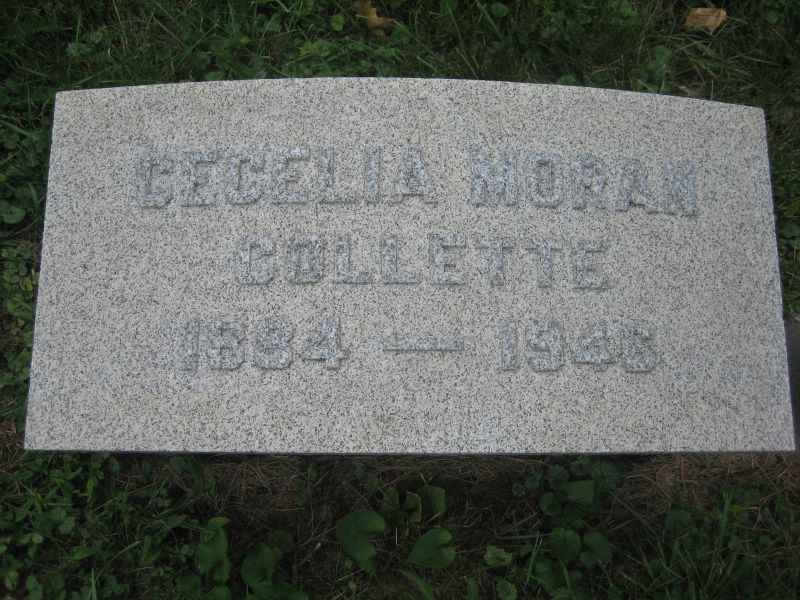 CECELIA MORAN
COLLETTE
1884 — 1946